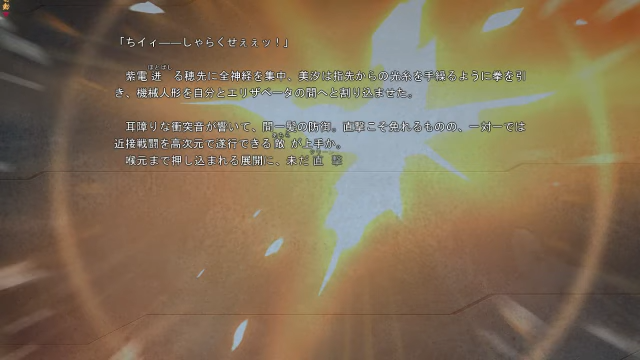 「ちイィ――しゃらくせぇぇッ！」
紫電迸る穂先に全神経を集中、美汐は指先からの光糸を手繰るように拳を引
き、機械人形を自分とエリザベータの間へと割り込ませた。
耳障りな衝突音が響いて、間一髪の防御。直撃こそ免れるものの、一対一では
近接戦闘を高次元で遂行できる敵が上手か。
喉元まで押し込まれる展開に、未だ直撃